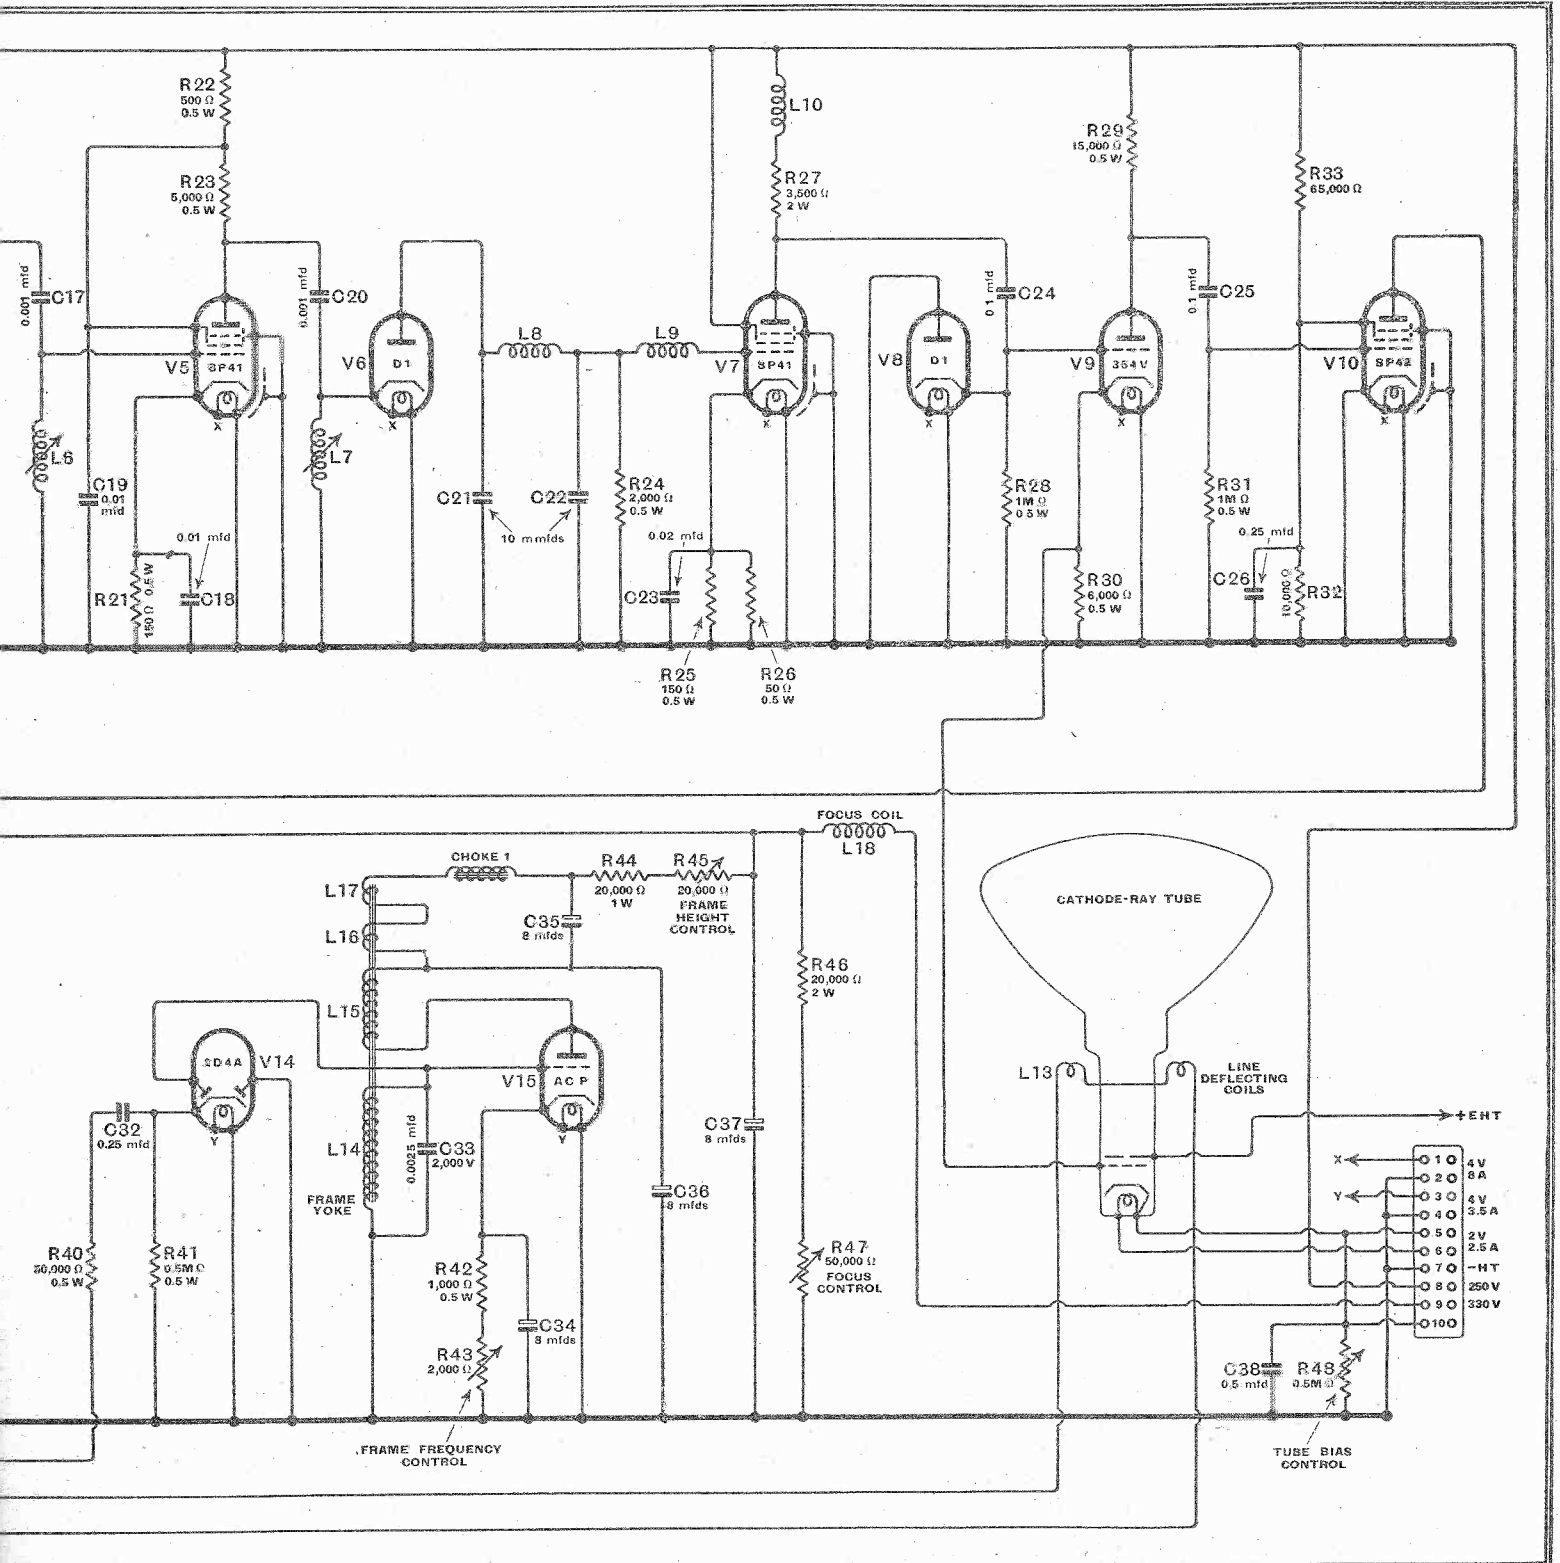 R22
500 Ω
0.5 W
R23
5,000 Ω
0.5 W
C17
0.001 mfd
C20
0.001 mfd
V5
SP41
X
V6
D1
X
L6
L7
C19
0.01
mfd
R21
150 Ω 0.5 W
0.01 mfd
C18
L8
L9
C21
C22
10 mmfds
R24
2,000 Ω
0.5 W
L10
R27
3,500 Ω
2 W
V7
SP41
X
0.02 mfd
C23
R25
150 Ω
0.5 W
R26
50 Ω
0.5 W
V8
D1
X
0.1 mfd
C24
R28
1M Ω
0.5 W
R29
15,000 Ω
0.5 W
V9
354V
X
R30
6,000 Ω
0.5 W
0.1 mfd
C25
R31
1M Ω
0.5 W
R33
65,000 Ω
V10
SP42
X
0.25 mfd
C26
10,000 Ω
R32
FOCUS COIL
L18
CHOKE 1
L17
L16
L15
L14
FRAME
YOKE
R44
20,000 Ω
1 W
R45
20,000 Ω
FRAME
HEIGHT
CONTROL
C35
8 mfds
R46
20,000 Ω
2 W
V14
Y
V15
AC P
Y
C32
0.25 mfd
0.0025 mfd
C33
2,000 V
C36
8 mfds
C37
8 mfds
R40
50,000 Ω
0.5 W
R41
0.5M Ω
0.5 W
R42
1,000 Ω
0.5 W
R43
2,000 Ω
C34
8 mfds
FRAME FREQUENCY
CONTROL
R47
50,000 Ω
FOCUS
CONTROL
CATHODE-RAY TUBE
L13
LINE
DEFLECTING
COILS
+EHT
X
Y
1
2
3
4
5
6
7
8
9
10
4 V
8 A
4 V
3.5 A
2 V
2.5 A
-HT
250 V
330 V
C38
0.5 mfd
R48
0.5M Ω
TUBE BIAS
CONTROL